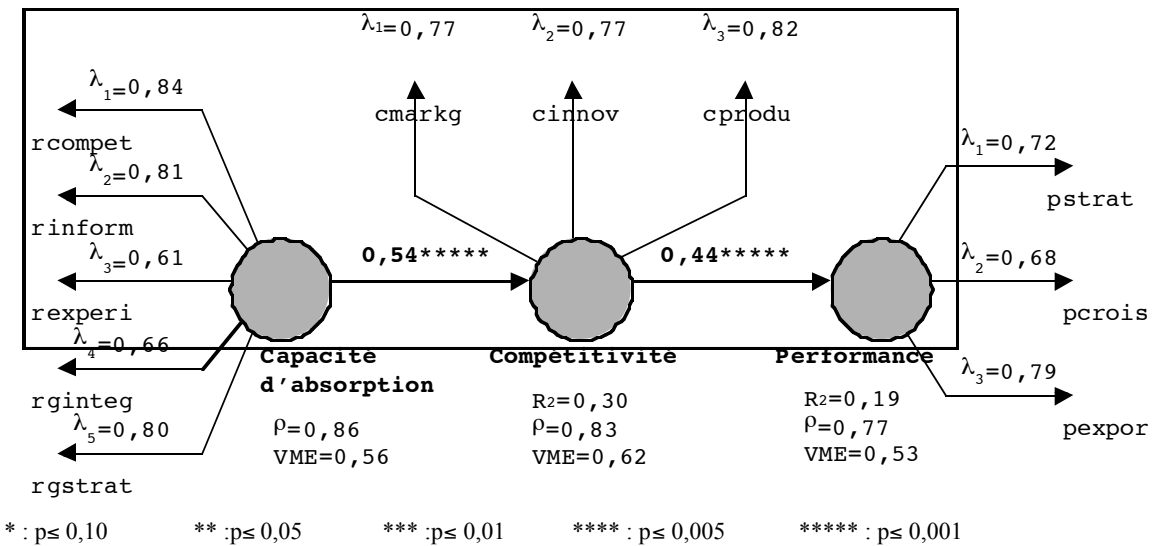 λ1=0,77 λ2=0,77 λ3=0,82
cmarkg cinnov cprodu
λ1=0,84
rcompet
λ2=0,81
rinform
λ3=0,61
rexperi
λ4=0,66
rginteg
λ5=0,80
rgstrat
0,54***** 0,44*****
λ1=0,72
pstrat
λ2=0,68
pcrois
λ3=0,79
pexpor
Capacité
d'absorption
ρ=0,86
VME=0,56
Compétitivité
R2=0,30
ρ=0,83
VME=0,62
Performance
R2=0,19
ρ=0,77
VME=0,53
* : p≤ 0,10 ** :p≤ 0,05 *** :p≤ 0,01 **** : p≤ 0,005 ***** : p≤ 0,001